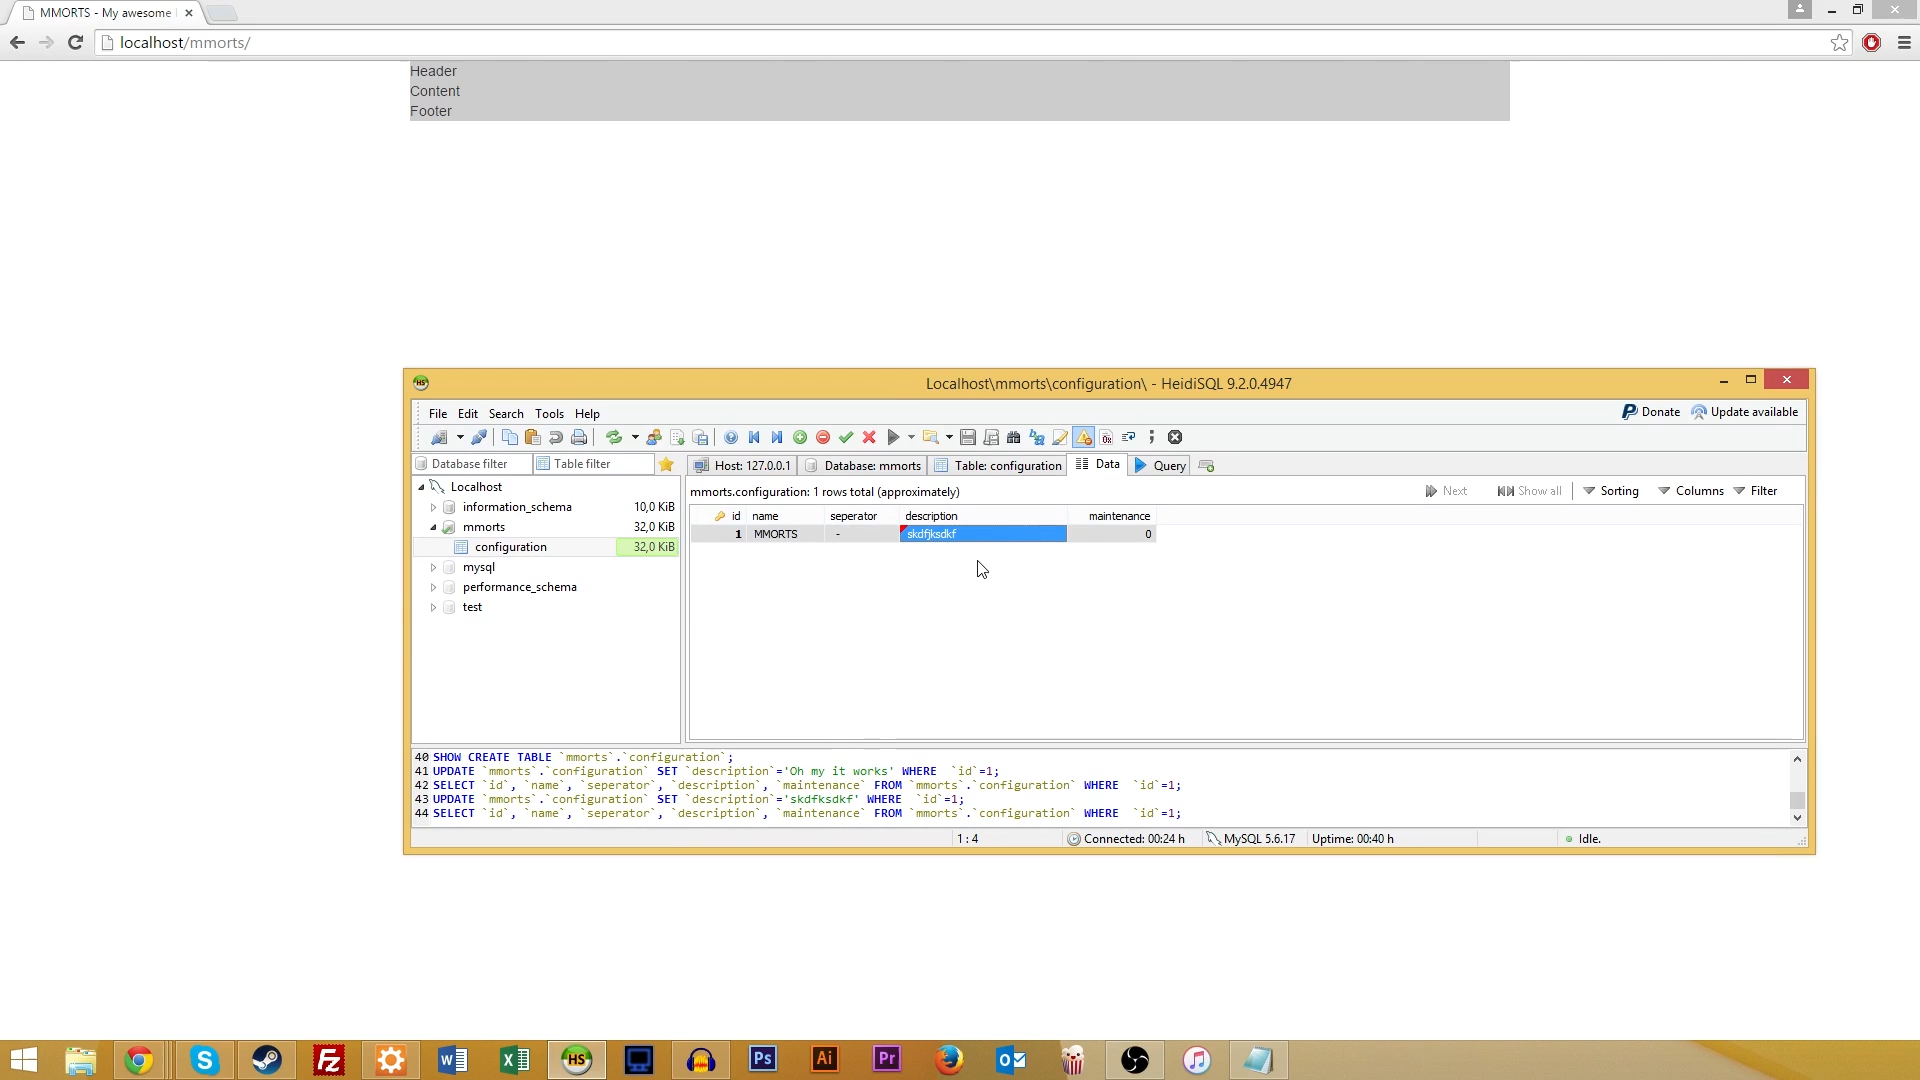 MMORTS - My awesome
localhost/mmorts/
Header
Content
Footer
Localhost\mmorts\configuration\ - HeidiSQL 9.2.0.4947
File Edit Search Tools Help
Donate Update available
Database filter Table filter
Host: 127.0.0.1 Database: mmorts Table: configuration Data Query
Localhost
information_schema 10,0 KiB
mmorts 32,0 KiB
configuration 32,0 KiB
mysql
performance_schema
test
mmorts.configuration: 1 rows total (approximately)
Next Show all Sorting Columns Filter
id name seperator description maintenance
1 MMORTS - skdfjksdkf 0
40 SHOW CREATE TABLE `mmorts`.`configuration`;
41 UPDATE `mmorts`.`configuration` SET `description`='Oh my it works' WHERE `id`=1;
42 SELECT `id`, `name`, `seperator`, `description`, `maintenance` FROM `mmorts`.`configuration` WHERE `id`=1;
43 UPDATE `mmorts`.`configuration` SET `description`='skdfksdkf' WHERE `id`=1;
44 SELECT `id`, `name`, `seperator`, `description`, `maintenance` FROM `mmorts`.`configuration` WHERE `id`=1;
1 : 4 Connected: 00:24 h MySQL 5.6.17 Uptime: 00:40 h Idle.
HS Ps Ai Pr